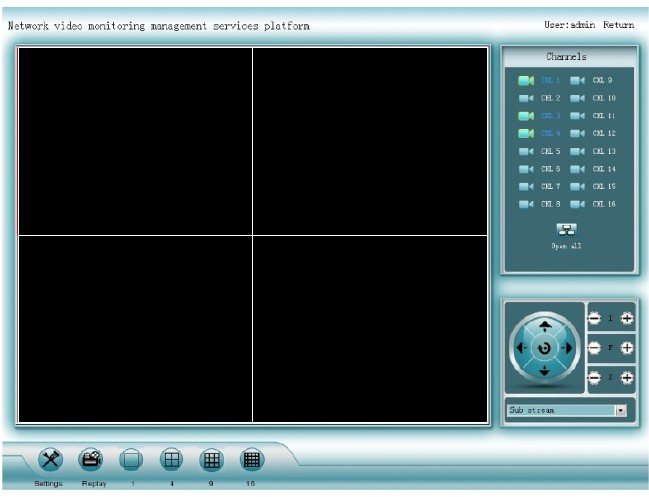 Network video monitoring management services platform
User:admin Return
Channels
CHL 1 CHL 9
CHL 2 CHL 10
CHL 3 CHL 11
CHL 4 CHL 12
CHL 5 CHL 13
CHL 6 CHL 14
CHL 7 CHL 15
CHL 8 CHL 16
Open all
I
F
Z
Sub stream
Settings Replay 1 4 9 16